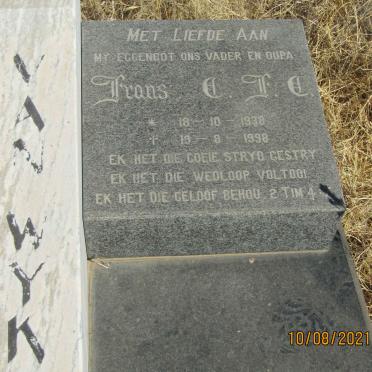 VAN WYK
MET LIEFDE AAN
MY EGGENOOT ONS VADER EN OUPA
Frans C. F. C.
* 18-10-1938
† 19-8-1998
EK HET DIE GOEIE STRYD GESTRY
EK HET DIE WEDLOOP VOLTOOI
EK HET DIE GELOOF BEHOU 2 TIM 4
10/08/2021